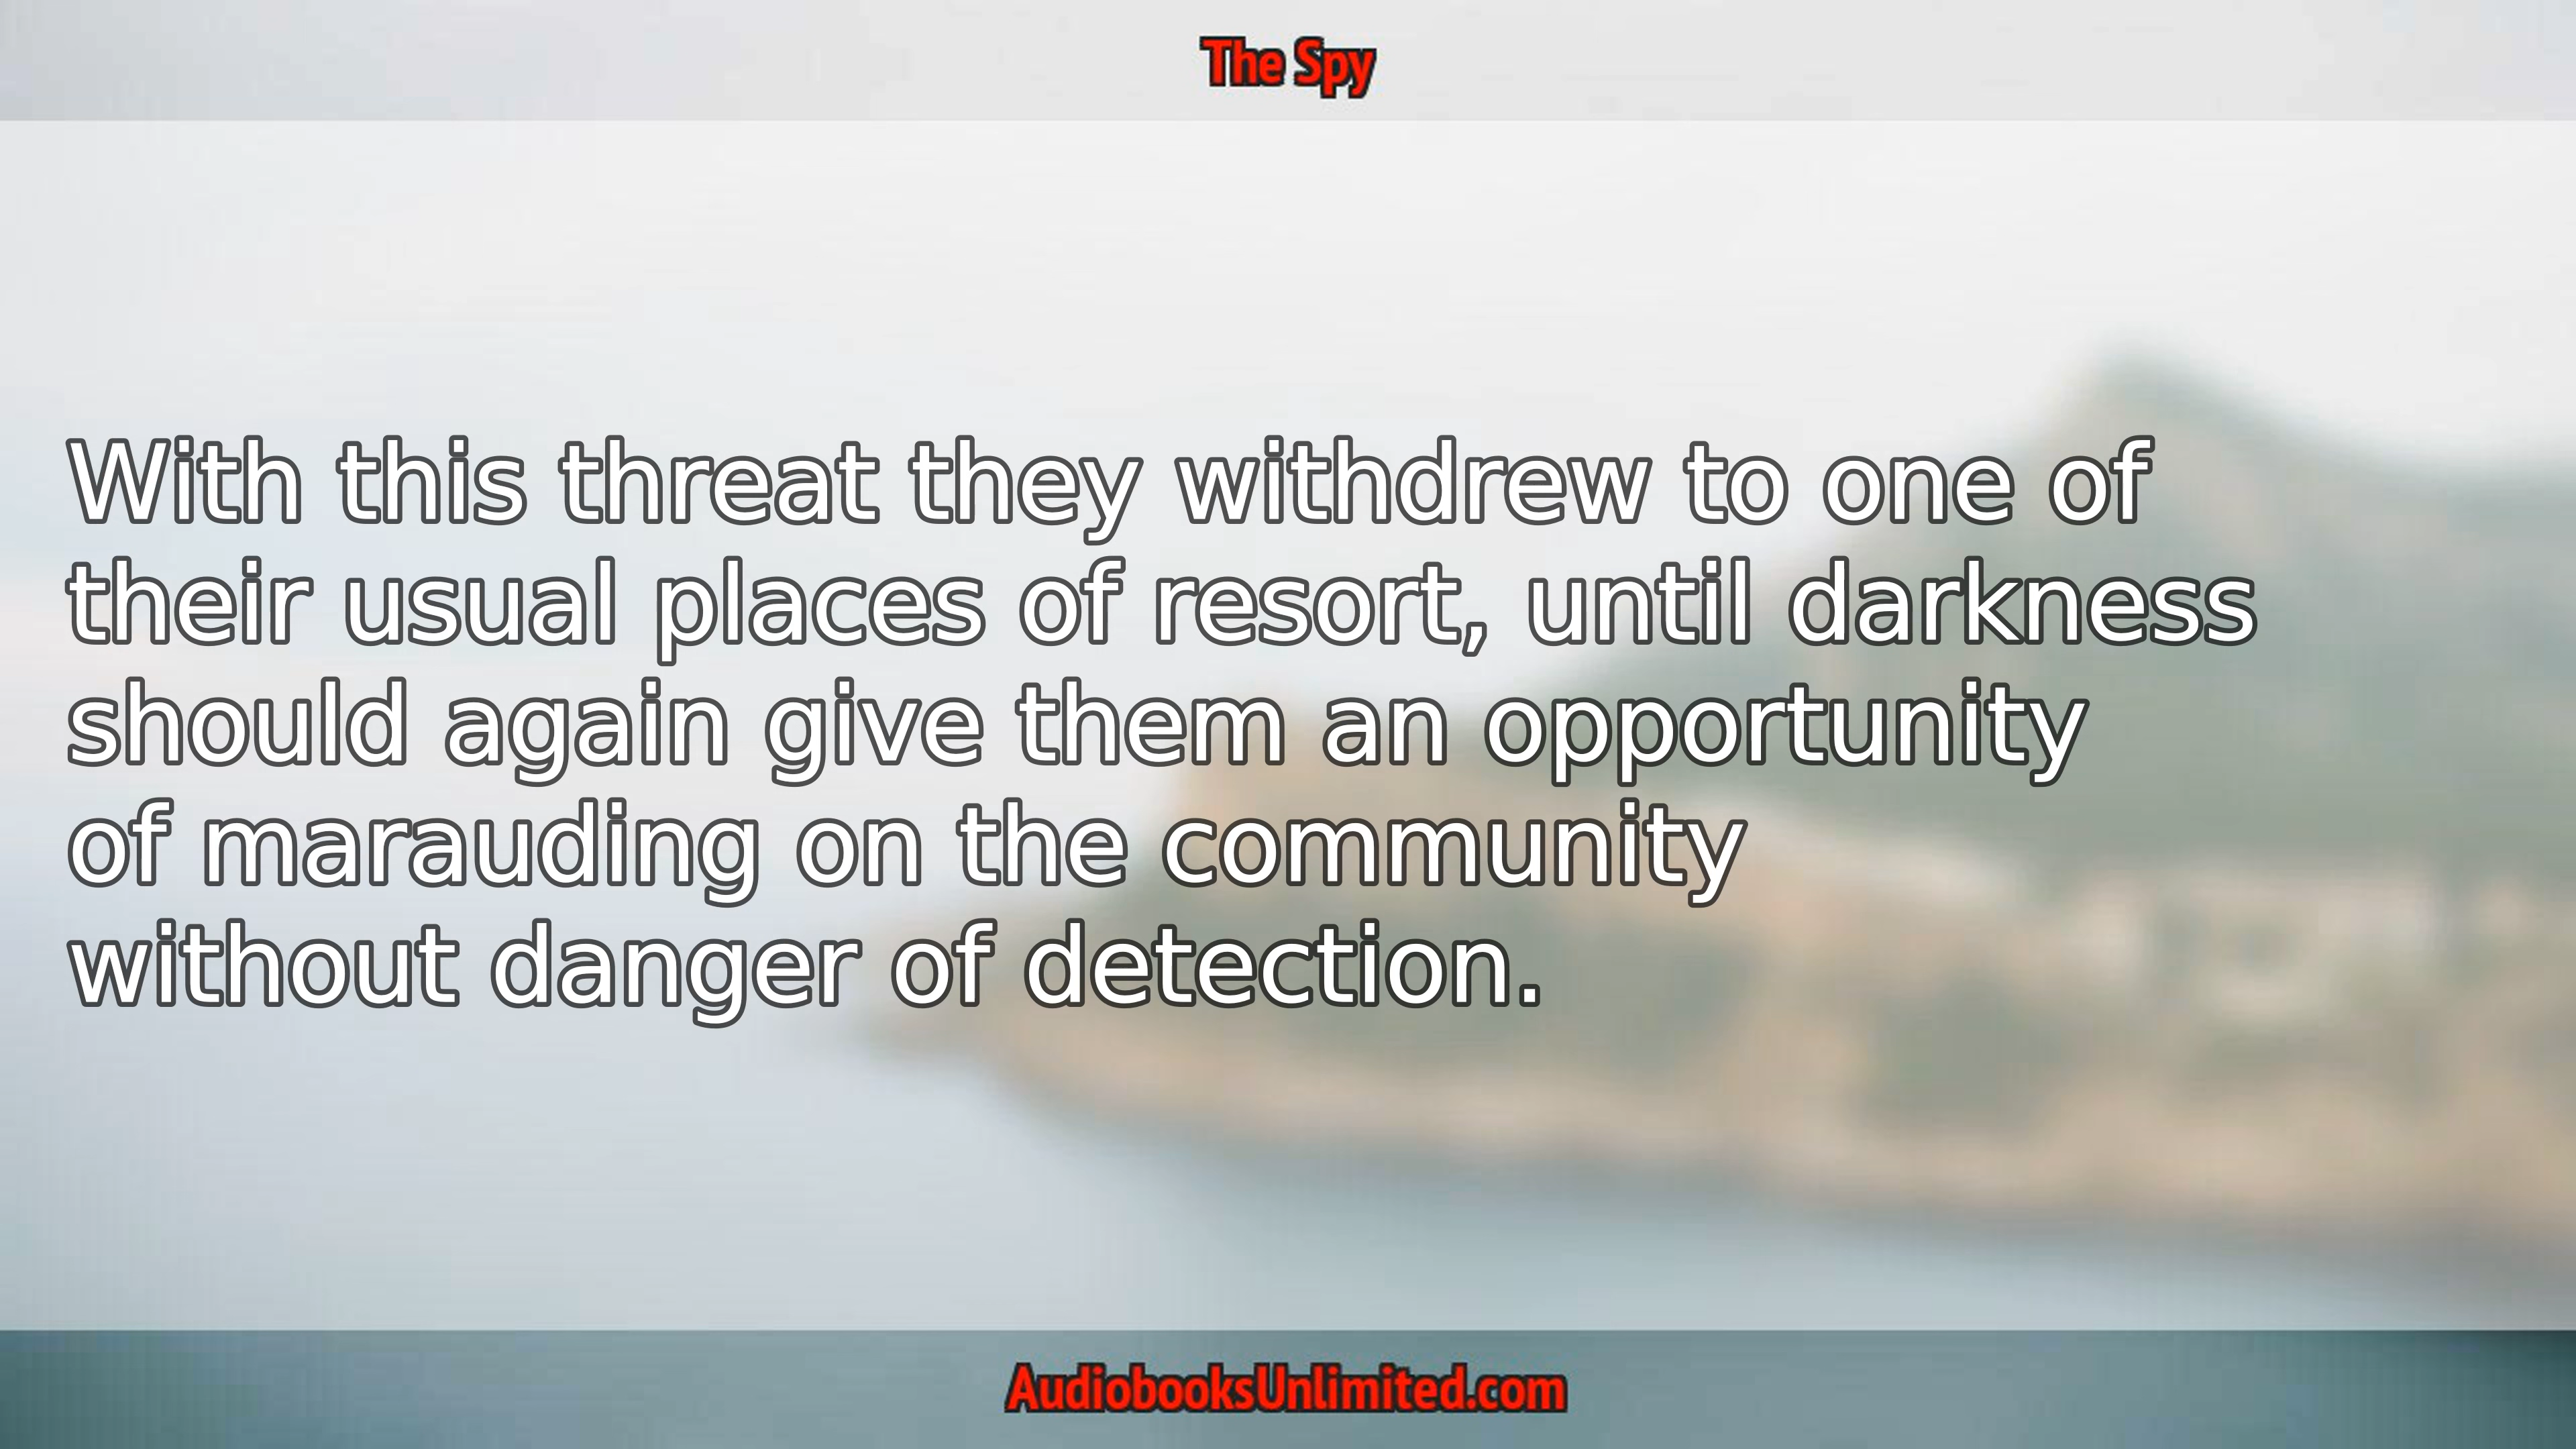 The Spy
With this threat they withdrew to one of
their usual places of resort, until darkness
should again give them an opportunity
of marauding on the community
without danger of detection.
AudiobooksUnlimited.com